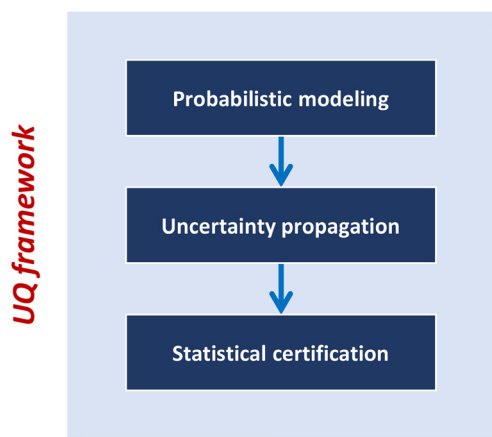 UQ framework
Probabilistic modeling
Uncertainty propagation
Statistical certification